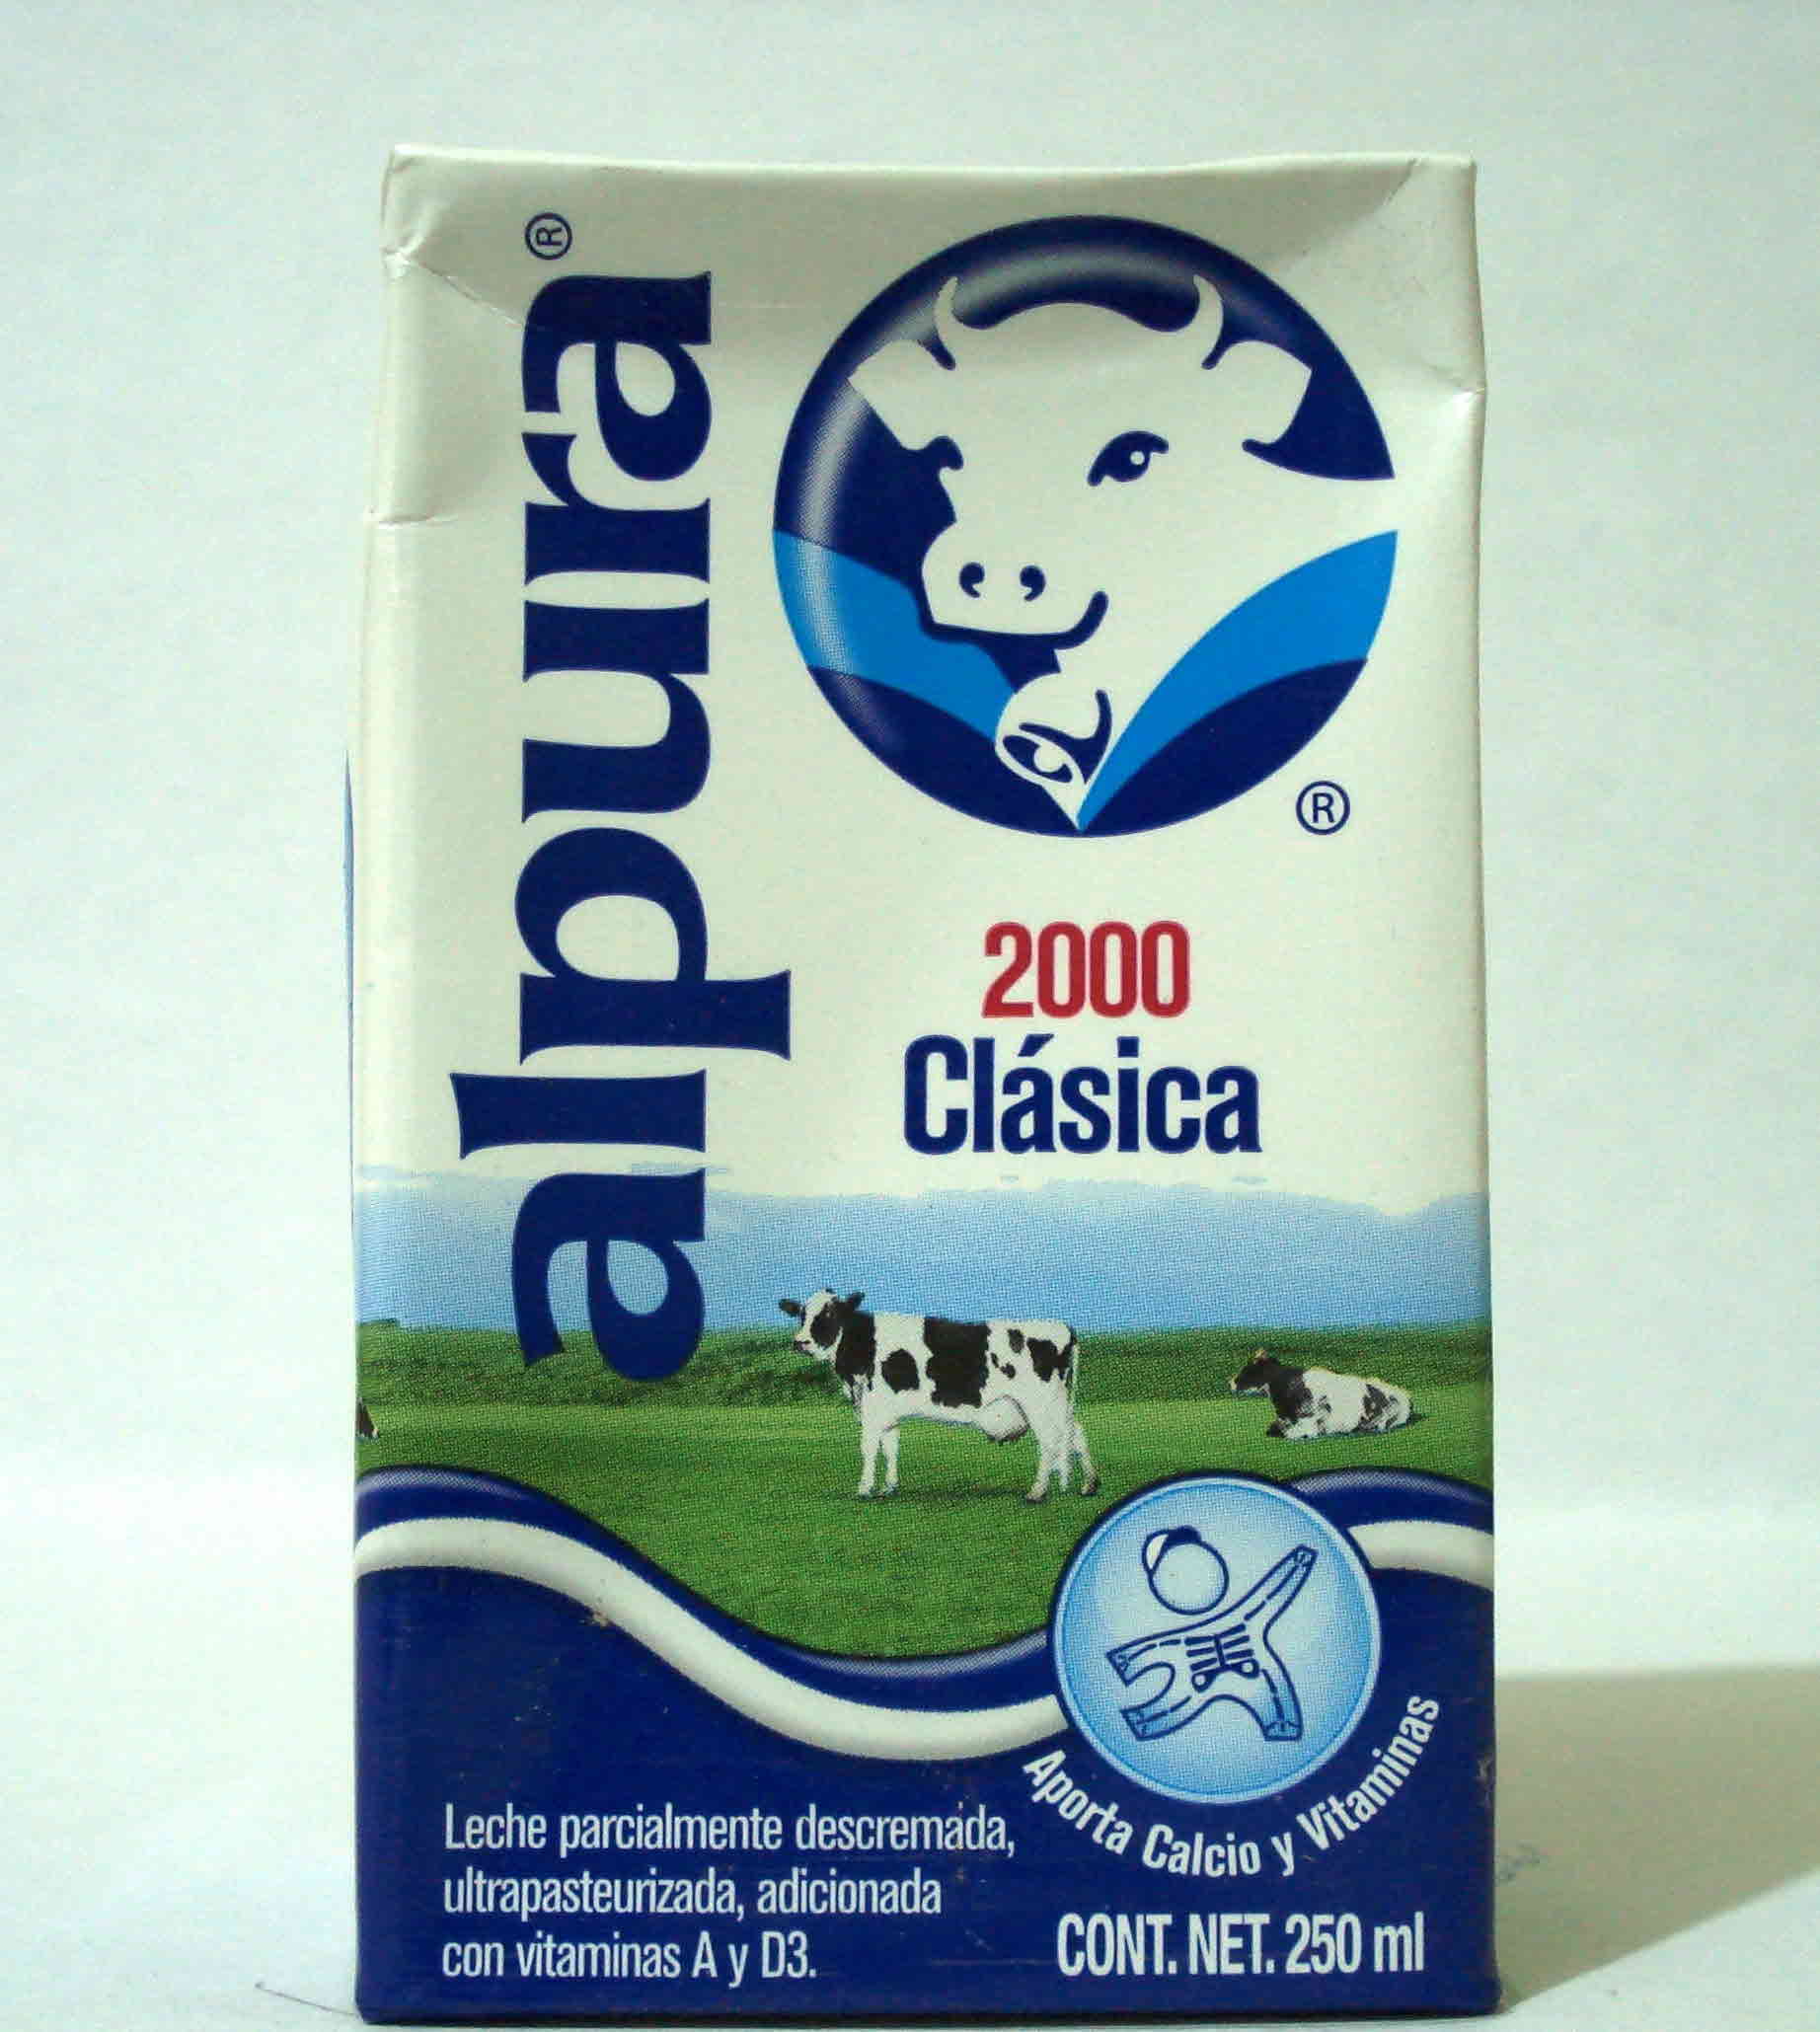 alpura®
®
2000
Clásica
Aporta Calcio y Vitaminas
Leche parcialmente descremada,
ultrapasteurizada, adicionada
con vitaminas A y D3.
CONT. NET. 250 ml